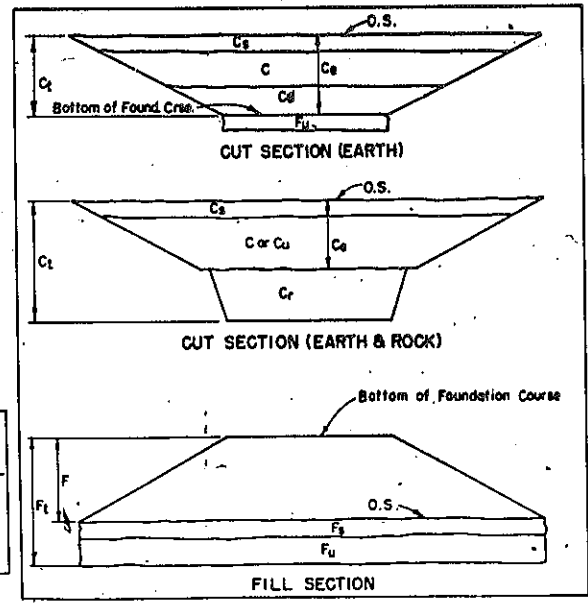 O.S.
Cs
Ct
C
Ce
Cd
Bottom of Found. Crse.
Fu
CUT SECTION (EARTH)
O.S.
Cs
Ct
C or Cu
Ce
Cr
CUT SECTION (EARTH & ROCK)
Bottom of Foundation Course
F
Ft
O.S.
Fs
Fu
FILL SECTION